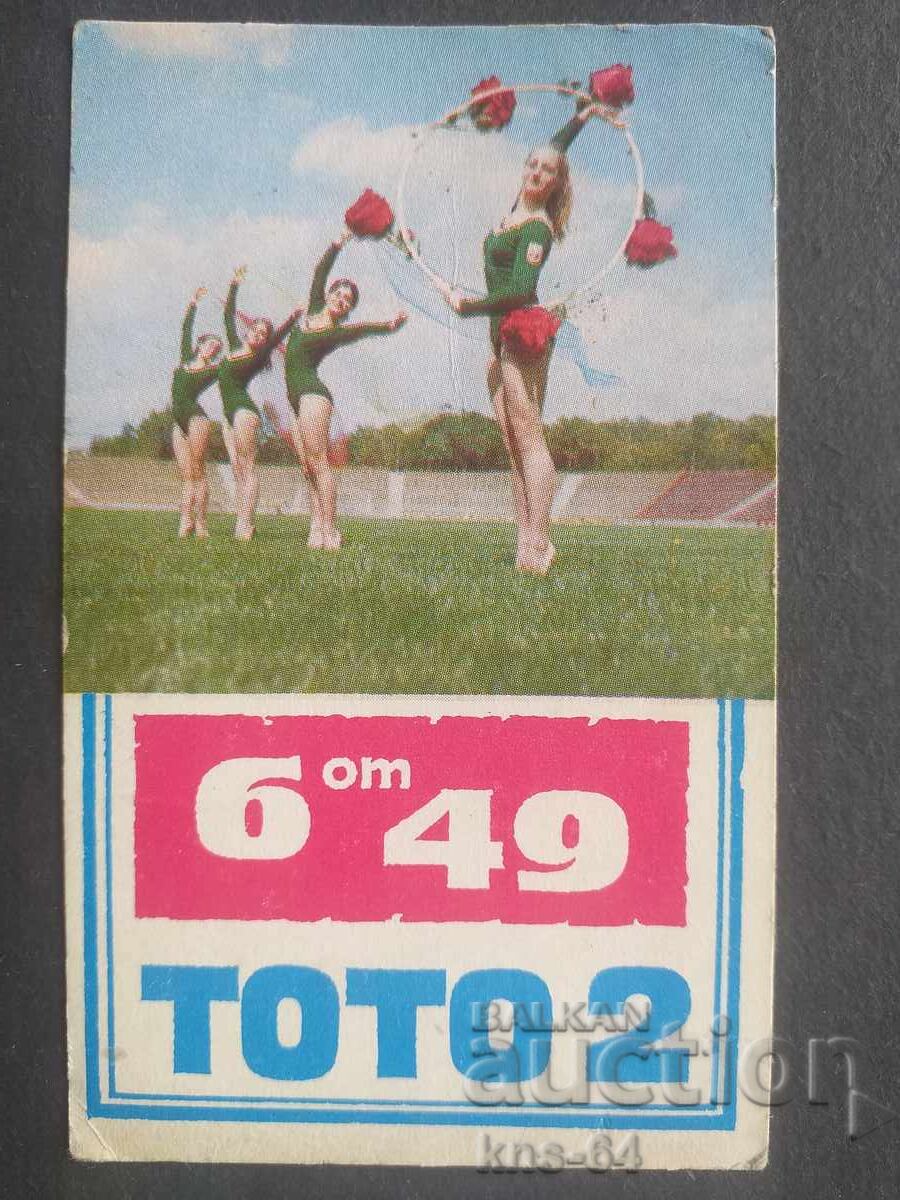 6 от 49
ТОТО 2
BALKAN
auction
kns-64